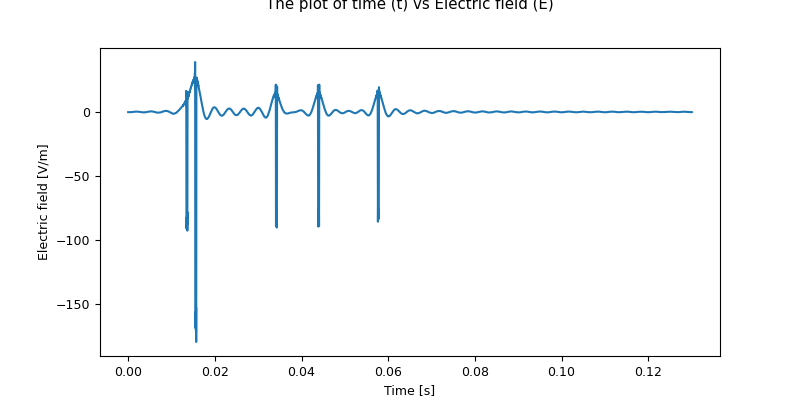 The plot of time (t) vs Electric field (E)
Electric field [V/m]
0
−50
−100
−150
0.00 0.02 0.04 0.06 0.08 0.10 0.12
Time [s]